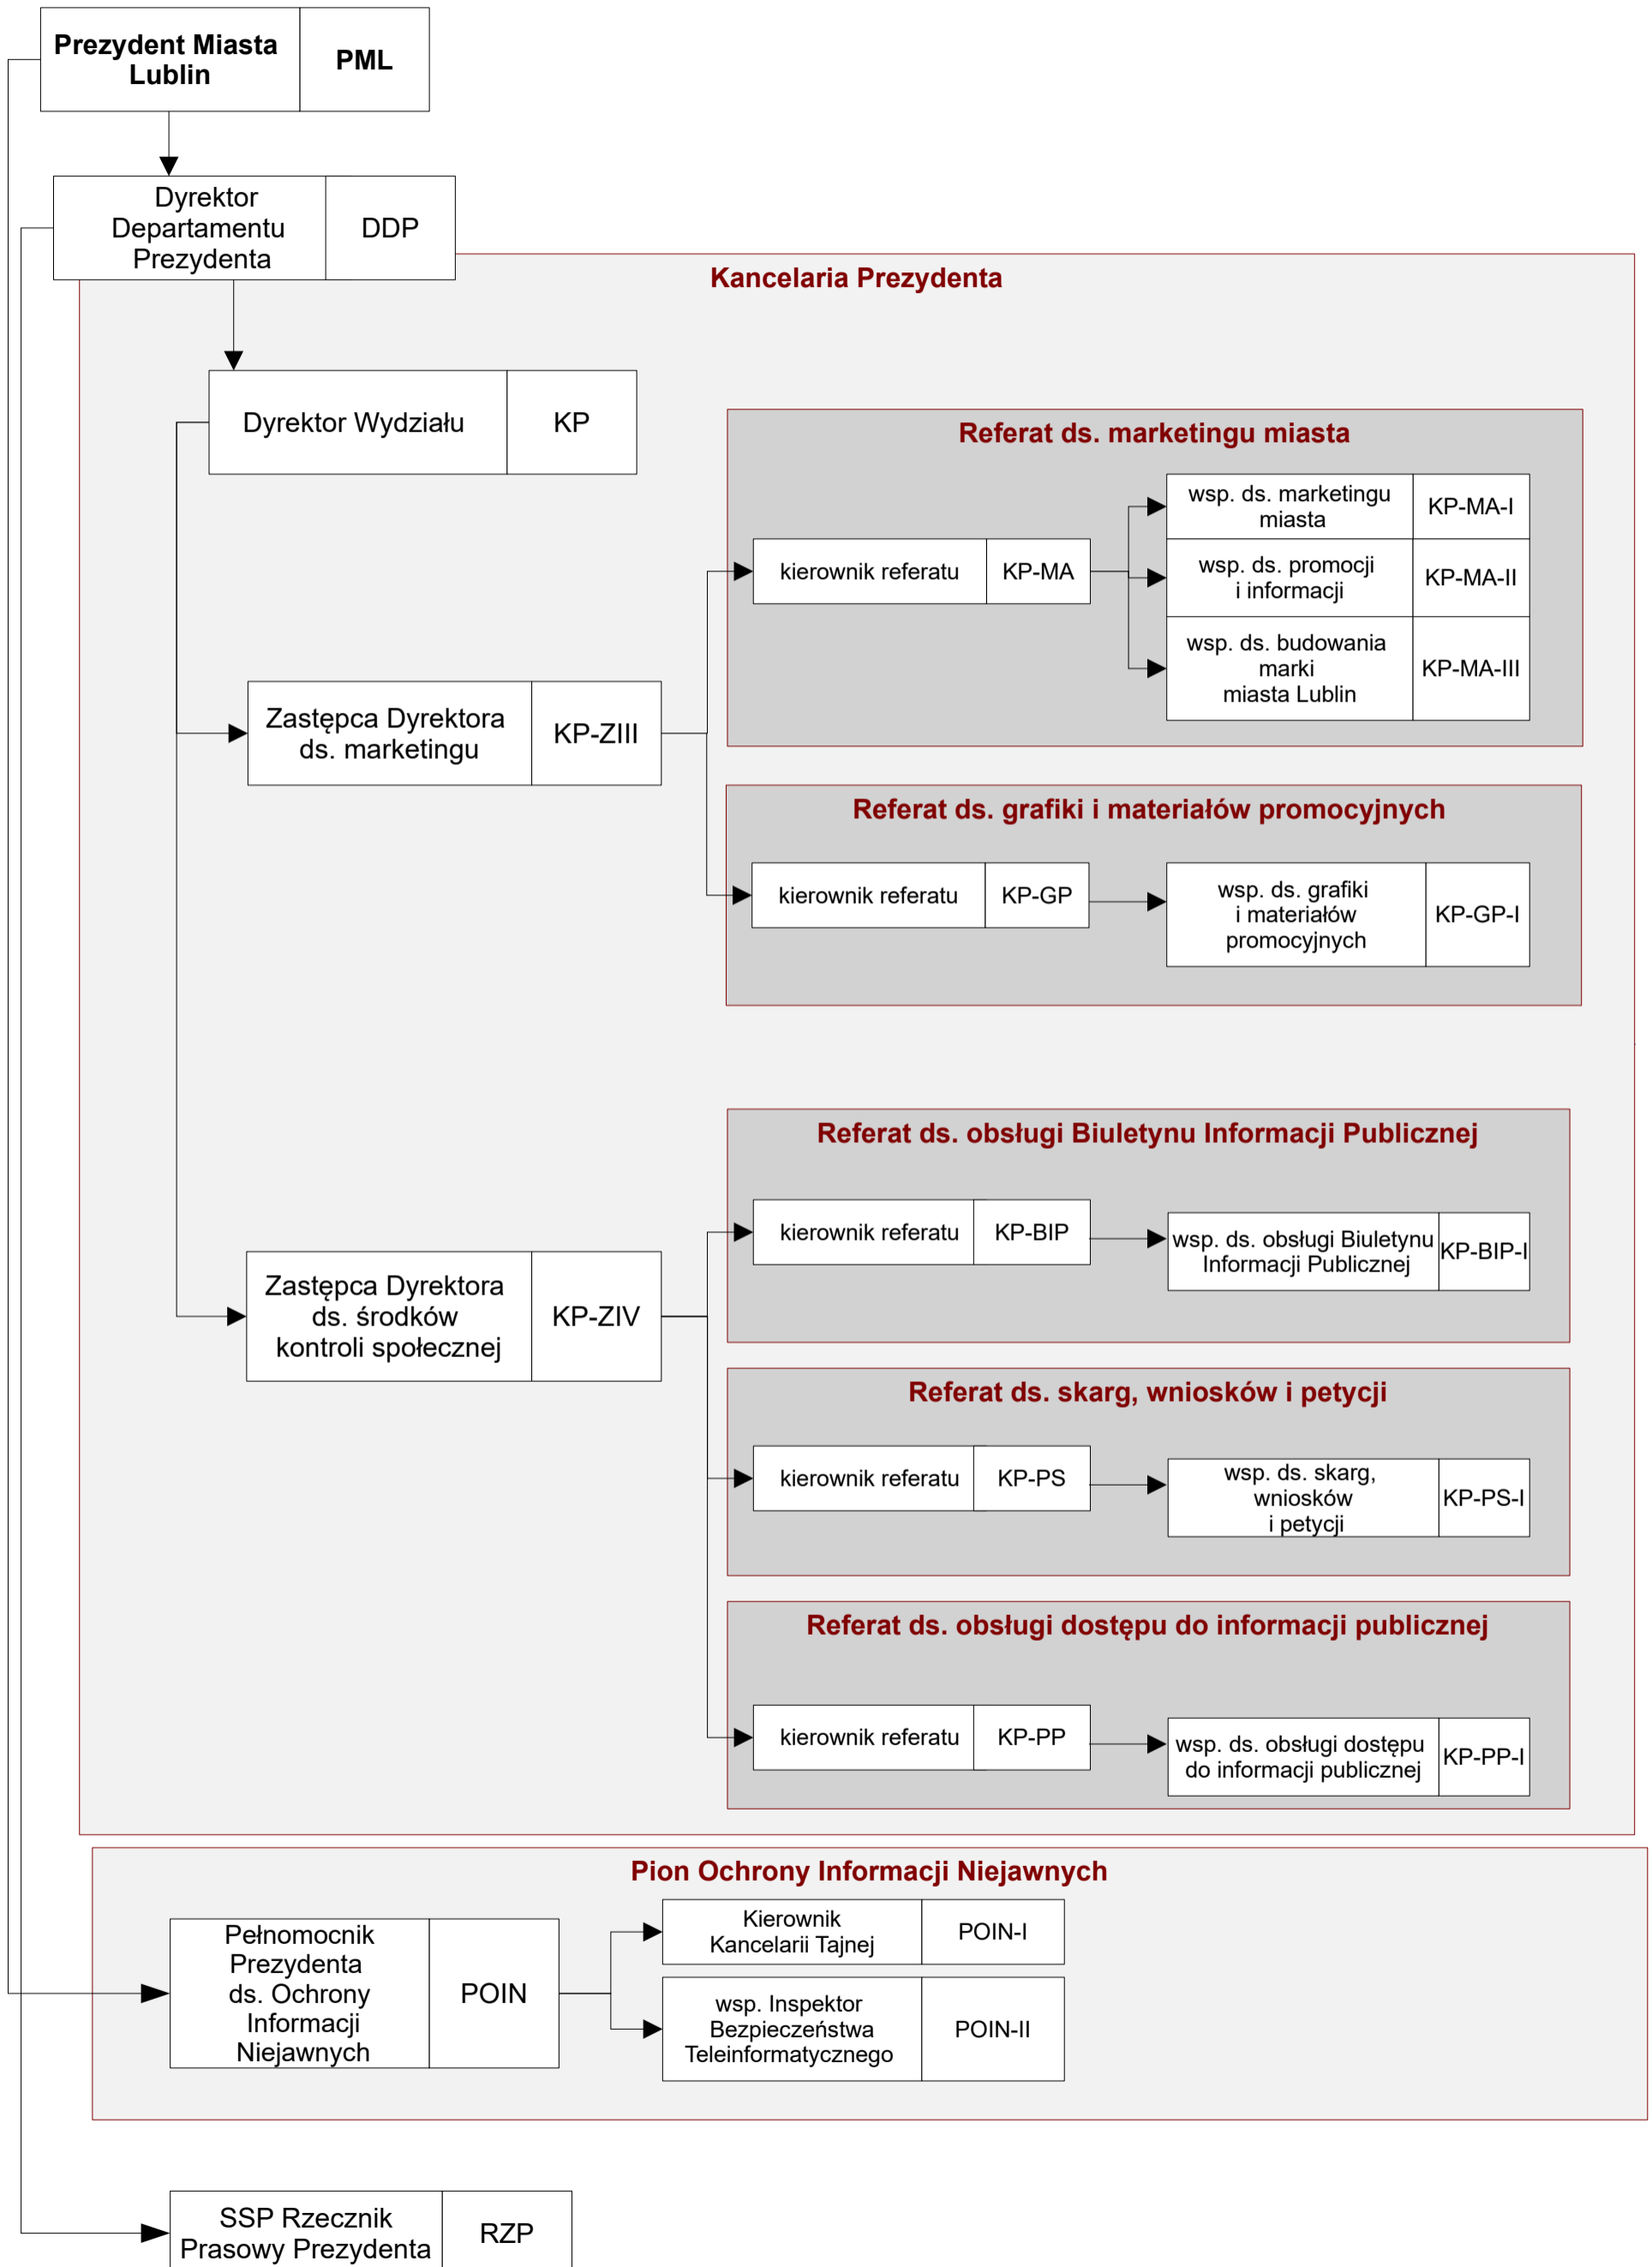 Prezydent Miasta
Lublin
PML
Dyrektor
Departamentu
Prezydenta
DDP
Kancelaria Prezydenta
Dyrektor Wydziału
KP
Referat ds. marketingu miasta
wsp. ds. marketingu
miasta
KP-MA-I
kierownik referatu
KP-MA
wsp. ds. promocji
i informacji
KP-MA-II
wsp. ds. budowania
marki
miasta Lublin
KP-MA-III
Zastępca Dyrektora
ds. marketingu
KP-ZIII
Referat ds. grafiki i materiałów promocyjnych
kierownik referatu
KP-GP
wsp. ds. grafiki
i materiałów
promocyjnych
KP-GP-I
Referat ds. obsługi Biuletynu Informacji Publicznej
kierownik referatu
KP-BIP
wsp. ds. obsługi Biuletynu
Informacji Publicznej
KP-BIP-I
Zastępca Dyrektora
ds. środków
kontroli społecznej
KP-ZIV
Referat ds. skarg, wniosków i petycji
kierownik referatu
KP-PS
wsp. ds. skarg,
wniosków
i petycji
KP-PS-I
Referat ds. obsługi dostępu do informacji publicznej
kierownik referatu
KP-PP
wsp. ds. obsługi dostępu
do informacji publicznej
KP-PP-I
Pion Ochrony Informacji Niejawnych
Pełnomocnik
Prezydenta
ds. Ochrony
Informacji
Niejawnych
POIN
Kierownik
Kancelarii Tajnej
POIN-I
wsp. Inspektor
Bezpieczeństwa
Teleinformatycznego
POIN-II
SSP Rzecznik
Prasowy Prezydenta
RZP